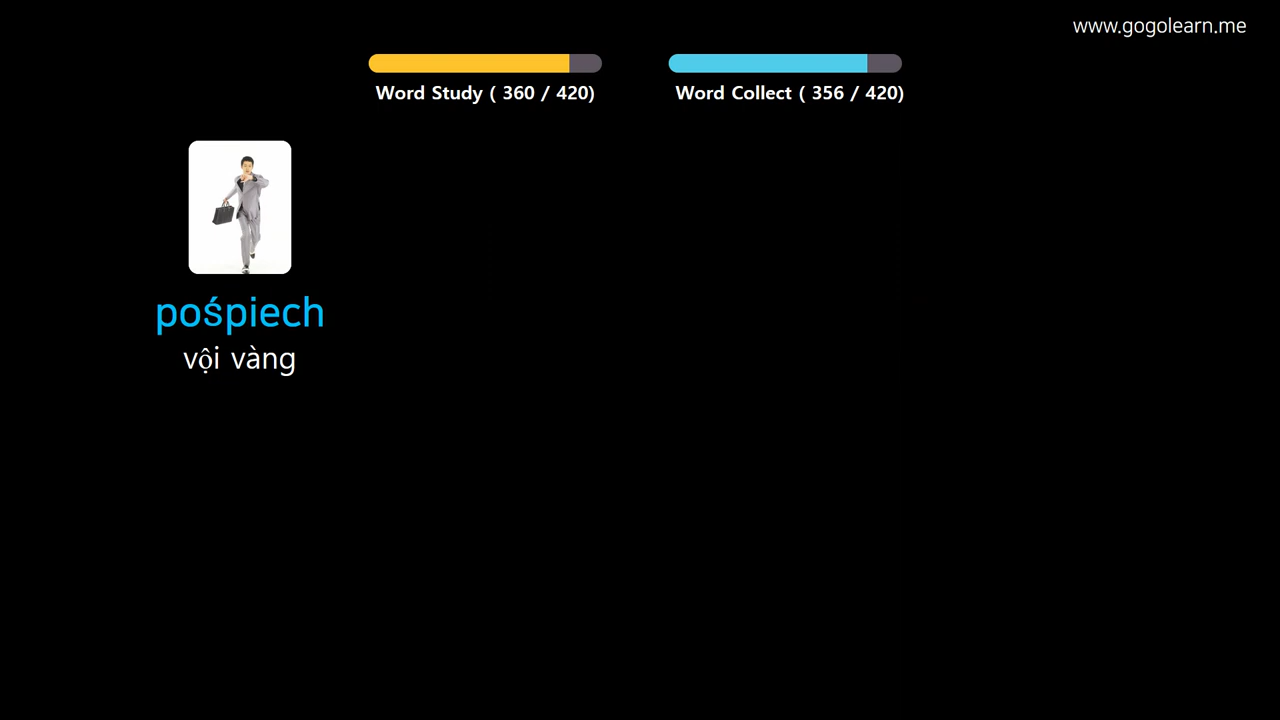 www.gogolearn.me
Word Study ( 360 / 420)
Word Collect ( 356 / 420)
pośpiech
vội vàng